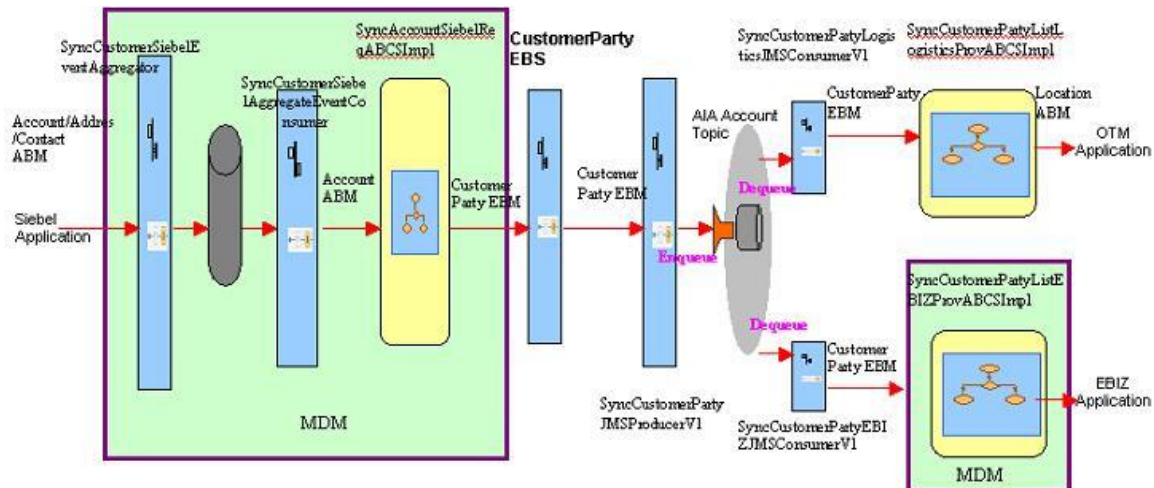 SyncCustomerSiebelE
ventAggregator
SyncAccountSiebelRe
qABCSImpl
SyncCustomerSiebe
lAggregateEventCo
nsumer
CustomerParty
EBS
SyncCustomerPartyLogis
ticsJMSConsumerV1
SyncCustomerPartyListL
ogisticsProvABCSImpl
Account/Addres
/Contact
ABM
Siebel
Application
Account
ABM
Customer
Party EBM
Customer
Party EBM
AIA Account
Topic
CustomerParty
EBM
Location
ABM
OTM
Application
Dequeue
Enqueue
Dequeue
MDM
SyncCustomerParty
JMSProducerV1
Customer
Party EBM
SyncCustomerPartyEBI
ZJMSConsumerV1
SyncCustomerPartyListE
BIZProvABCSImpl
EBIZ
Application
MDM